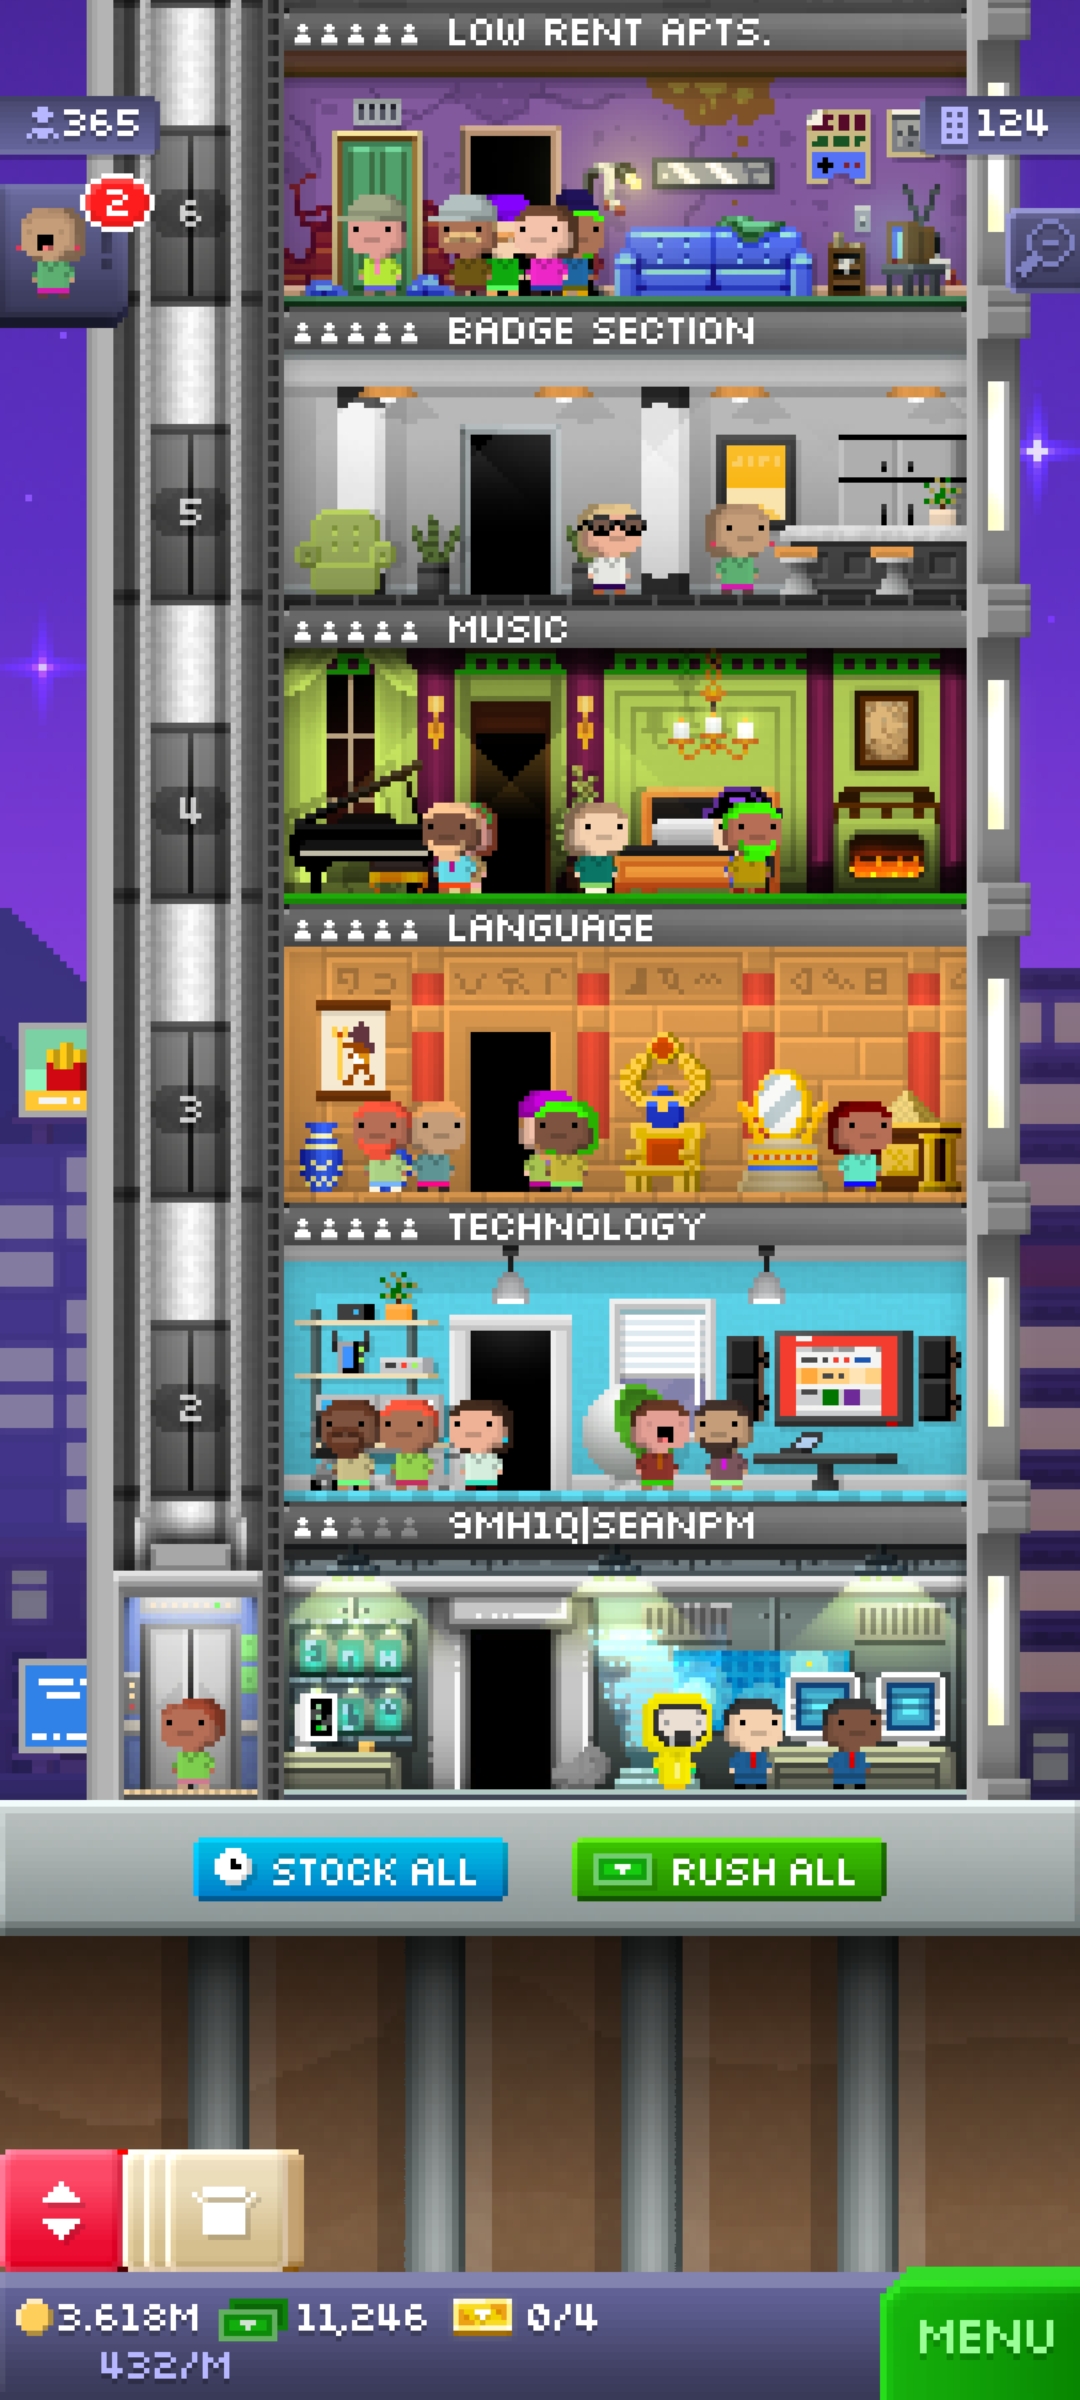 LOW RENT APTS.
365
124
2
6
BADGE SECTION
5
MUSIC
4
LANGUAGE
3
TECHNOLOGY
2
9MH1Q|SEANPM
STOCK ALL
RUSH ALL
3.618M
11,246
0/4
432/M
MENU